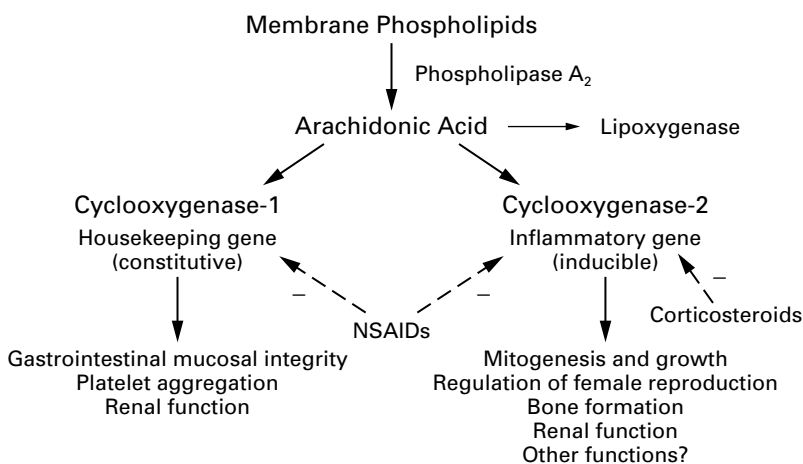 Membrane Phospholipids
Phospholipase A₂
Arachidonic Acid
Lipoxygenase
Cyclooxygenase-1
Housekeeping gene
(constitutive)
Cyclooxygenase-2
Inflammatory gene
(inducible)
–
–
–
NSAIDs
Corticosteroids
Gastrointestinal mucosal integrity
Platelet aggregation
Renal function
Mitogenesis and growth
Regulation of female reproduction
Bone formation
Renal function
Other functions?